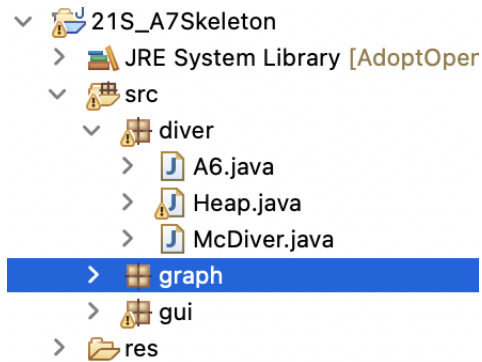 21S_A7Skeleton
JRE System Library [AdoptOper
src
diver
A6.java
Heap.java
McDiver.java
graph
gui
res